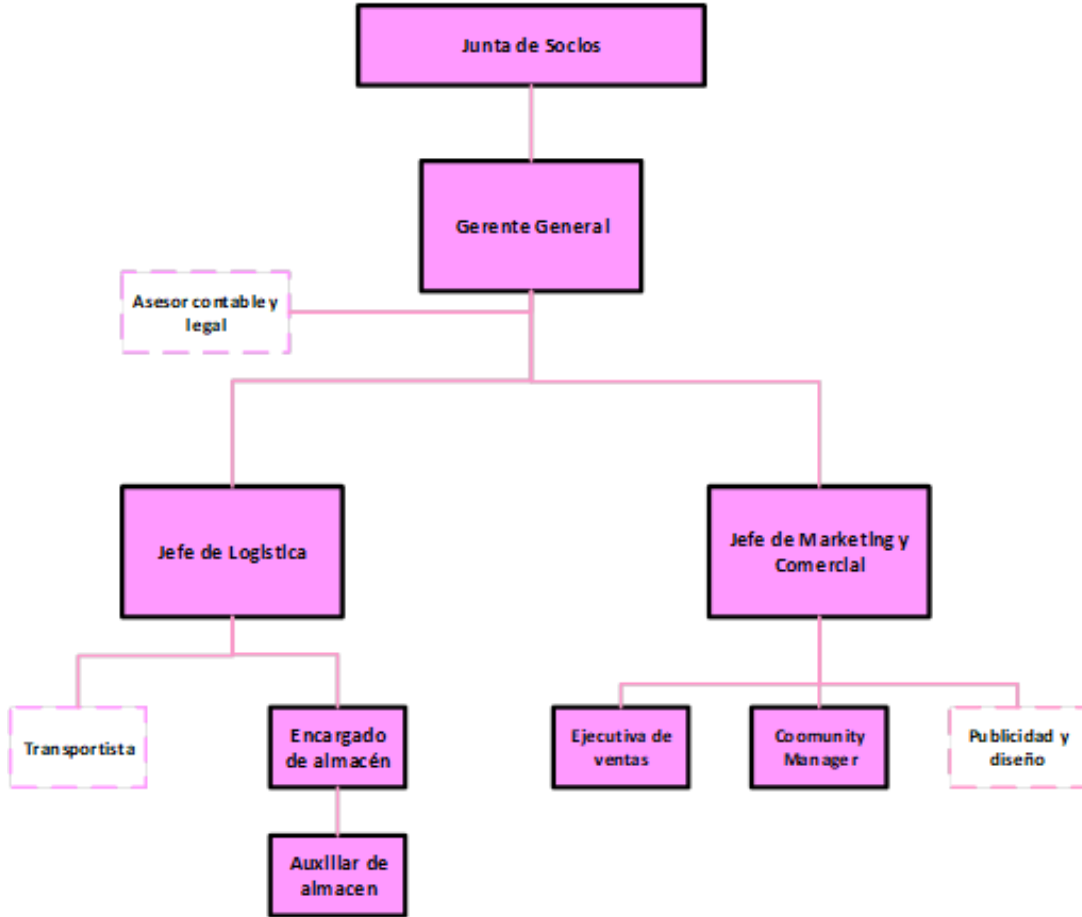 Junta de Socios
Gerente General
Asesor contable y
legal
Jefe de Logistica
Jefe de Marketing y
Comercial
Transportista
Encargado
de almacén
Ejecutiva de
ventas
Coomunity
Manager
Publicidad y
diseño
Auxiliar de
almacen